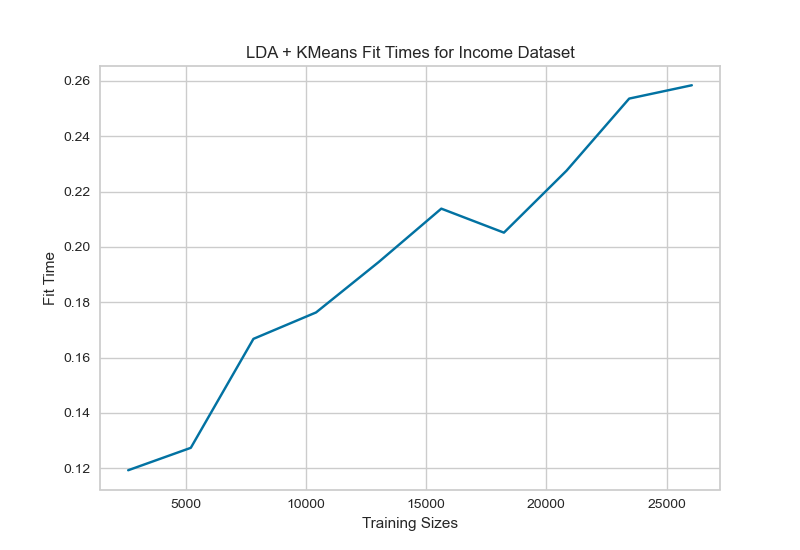 LDA + KMeans Fit Times for Income Dataset
0.26
0.24
0.22
0.20
0.18
0.16
0.14
0.12
Fit Time
5000 10000 15000 20000 25000
Training Sizes